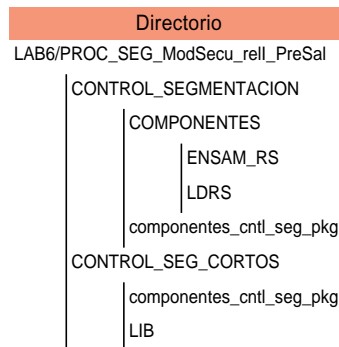 Directorio
LAB6/PROC_SEG_ModSecu_rell_PreSal
CONTROL_SEGMENTACION
COMPONENTES
ENSAM_RS
LDRS
componentes_cntl_seg_pkg
CONTROL_SEG_CORTOS
componentes_cntl_seg_pkg
LIB